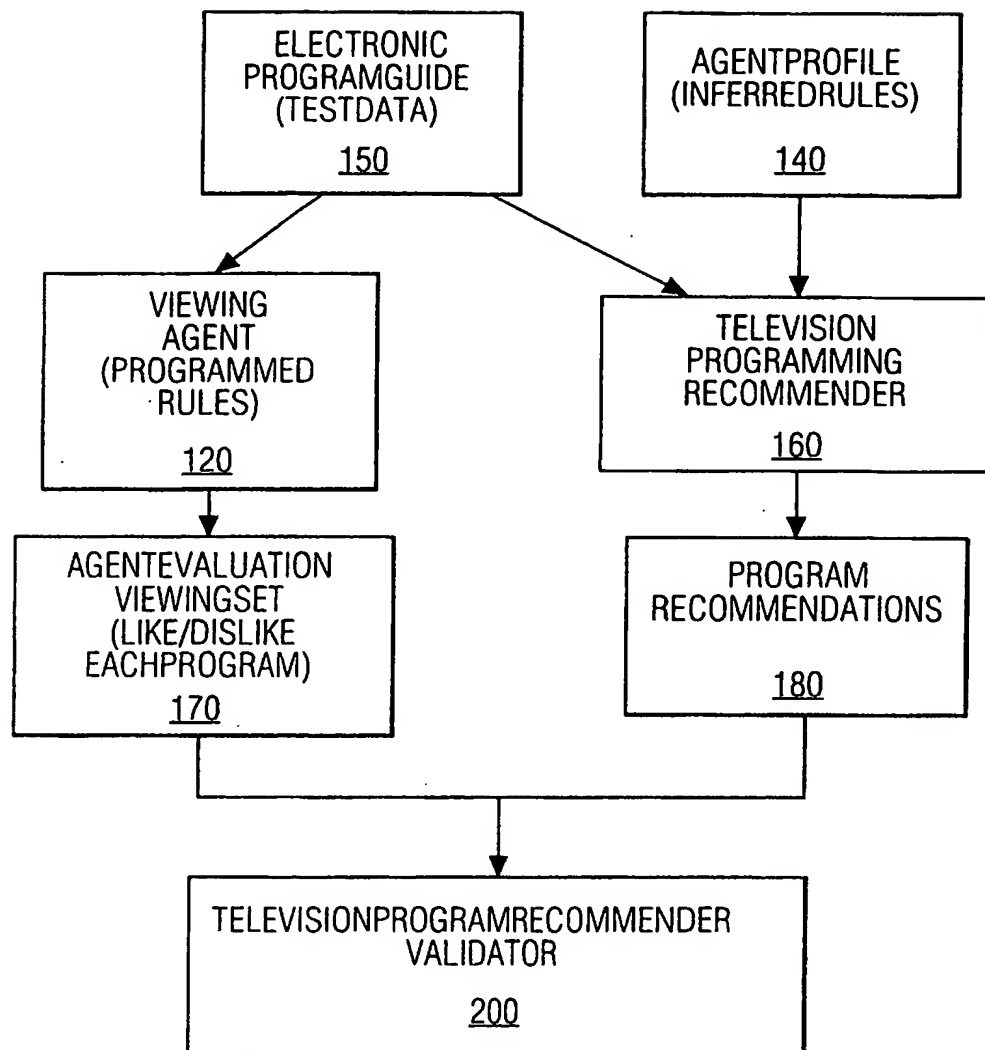 ELECTRONIC
PROGRAMGUIDE
(TESTDATA)
150
AGENTPROFILE
(INFERREDRULES)
140
VIEWING
AGENT
(PROGRAMMED
RULES)
120
TELEVISION
PROGRAMMING
RECOMMENDER
160
AGENTEVALUATION
VIEWINGSET
(LIKE/DISLIKE
EACHPROGRAM)
170
PROGRAM
RECOMMENDATIONS
180
TELEVISIONPROGRAMRECOMMENDER
VALIDATOR
200